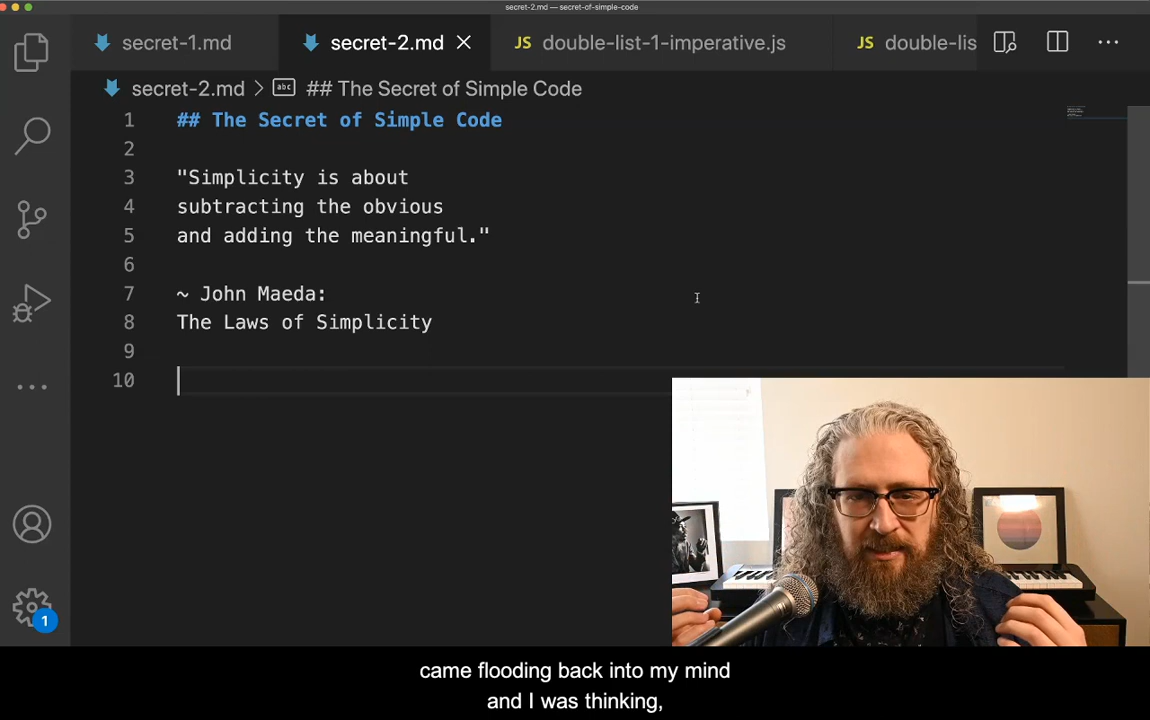 secret-2.md — secret-of-simple-code
secret-1.md
secret-2.md
JS double-list-1-imperative.js
JS double-lis
secret-2.md > abc ## The Secret of Simple Code
1 ## The Secret of Simple Code
2
3 "Simplicity is about
4 subtracting the obvious
5 and adding the meaningful."
6
7 ~ John Maeda:
8 The Laws of Simplicity
9
10
1
came flooding back into my mind
and I was thinking,